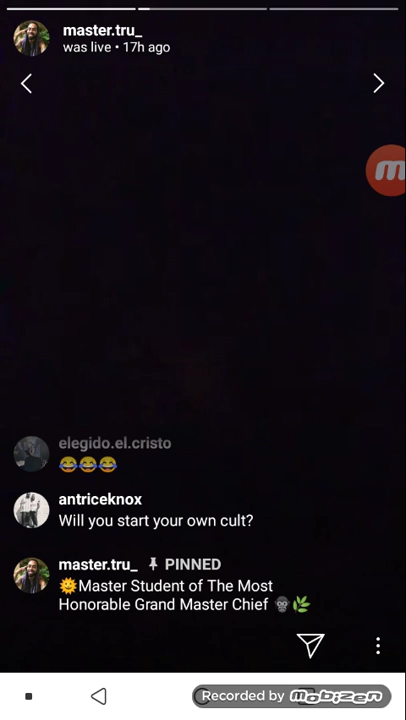 master.tru_
was live • 17h ago
elegido.el.cristo
😂😂😂
antriceknox
Will you start your own cult?
master.tru_ PINNED
🌞Master Student of The Most
Honorable Grand Master Chief 💀🌿
m
Recorded by mobizen